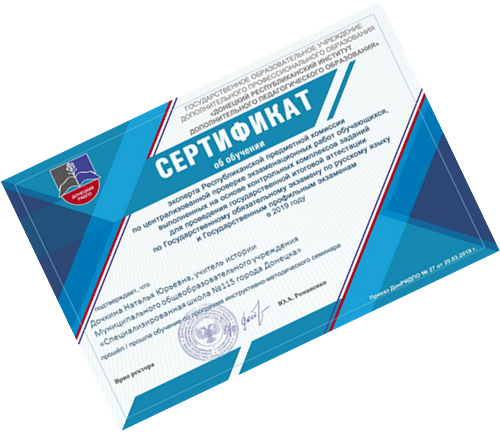 ГОСУДАРСТВЕННОЕ ОБРАЗОВАТЕЛЬНОЕ УЧРЕЖДЕНИЕ
ДОПОЛНИТЕЛЬНОГО ПРОФЕССИОНАЛЬНОГО ОБРАЗОВАНИЯ
«ДОНЕЦКИЙ РЕСПУБЛИКАНСКИЙ ИНСТИТУТ
ДОПОЛНИТЕЛЬНОГО ПЕДАГОГИЧЕСКОГО ОБРАЗОВАНИЯ»
СЕРТИФИКАТ
об обучении
эксперта Республиканской предметной комиссии
по централизованной проверке экзаменационных работ обучающихся,
выполненных на основе контрольных комплексов заданий
для проведения государственной итоговой аттестации
по Государственному обязательному экзамену по русскому языку
и Государственным профильным экзаменам
в 2019 году
ДОНЕЦКИЙ
РИДПО
подтверждает, что
Дочкина Наталья Юрьевна, учитель истории
Муниципального общеобразовательного учреждения
«Специализированная школа №115 города Донецка»
прошёл / прошла обучение по программе инструктивно-методического семинара
Врио ректора
Ю.А. Романенко
Приказ ДонРИДПО № 27 от 20.03.2019 г.